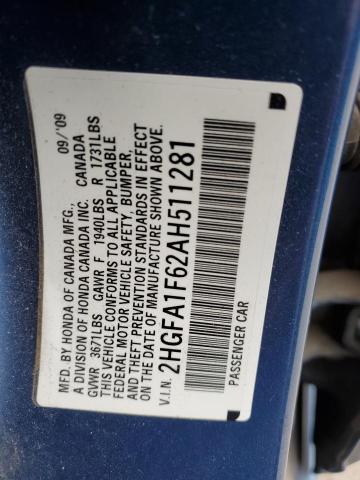 MFD. BY HONDA OF CANADA MFG., 09/'09
A DIVISION OF HONDA CANADA INC. CANADA
GVWR 3671LBS GAWR F 1940LBS R 1731LBS
THIS VEHICLE CONFORMS TO ALL APPLICABLE
FEDERAL MOTOR VEHICLE SAFETY, BUMPER,
AND THEFT PREVENTION STANDARDS IN EFFECT
ON THE DATE OF MANUFACTURE SHOWN ABOVE.
V.I.N. 2HGFA1F62AH511281
PASSENGER CAR